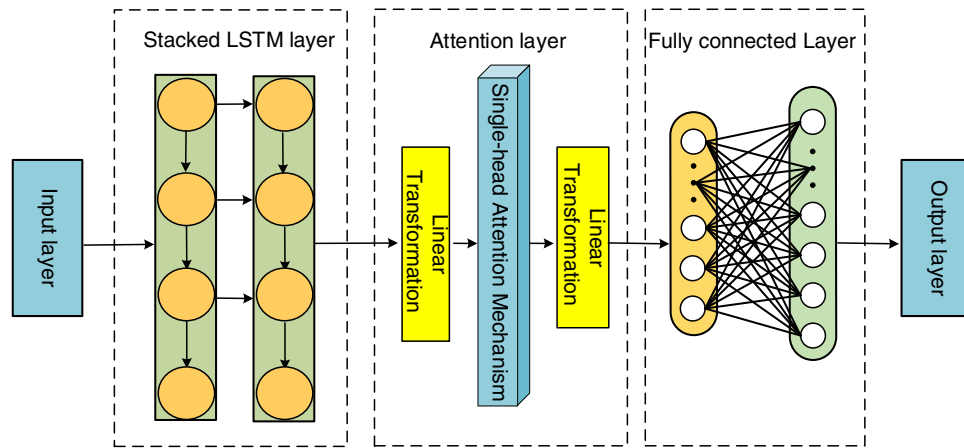 Stacked LSTM layer
Attention layer
Fully connected Layer
Input layer
Linear
Transformation
Single-head Attention Mechanism
Linear
Transformation
Output layer